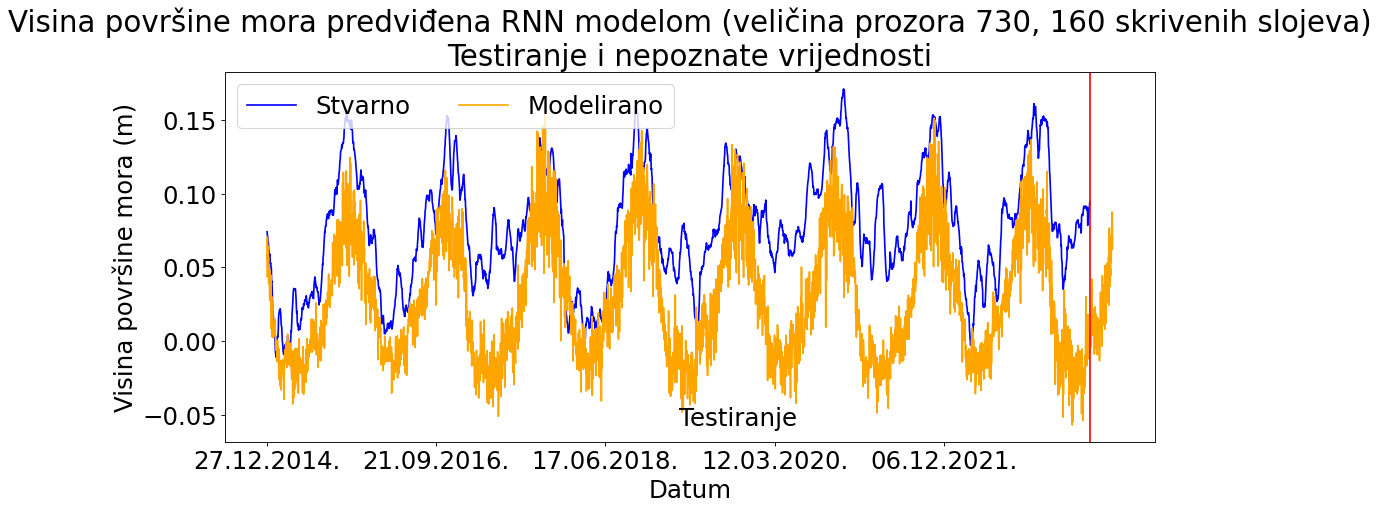 Visina površine mora predviđena RNN modelom (veličina prozora 730, 160 skrivenih slojeva)
Testiranje i nepoznate vrijednosti
Stvarno Modelirano
Visina površine mora (m)
0.15
0.10
0.05
0.00
−0.05
Testiranje
27.12.2014. 21.09.2016. 17.06.2018. 12.03.2020. 06.12.2021.
Datum